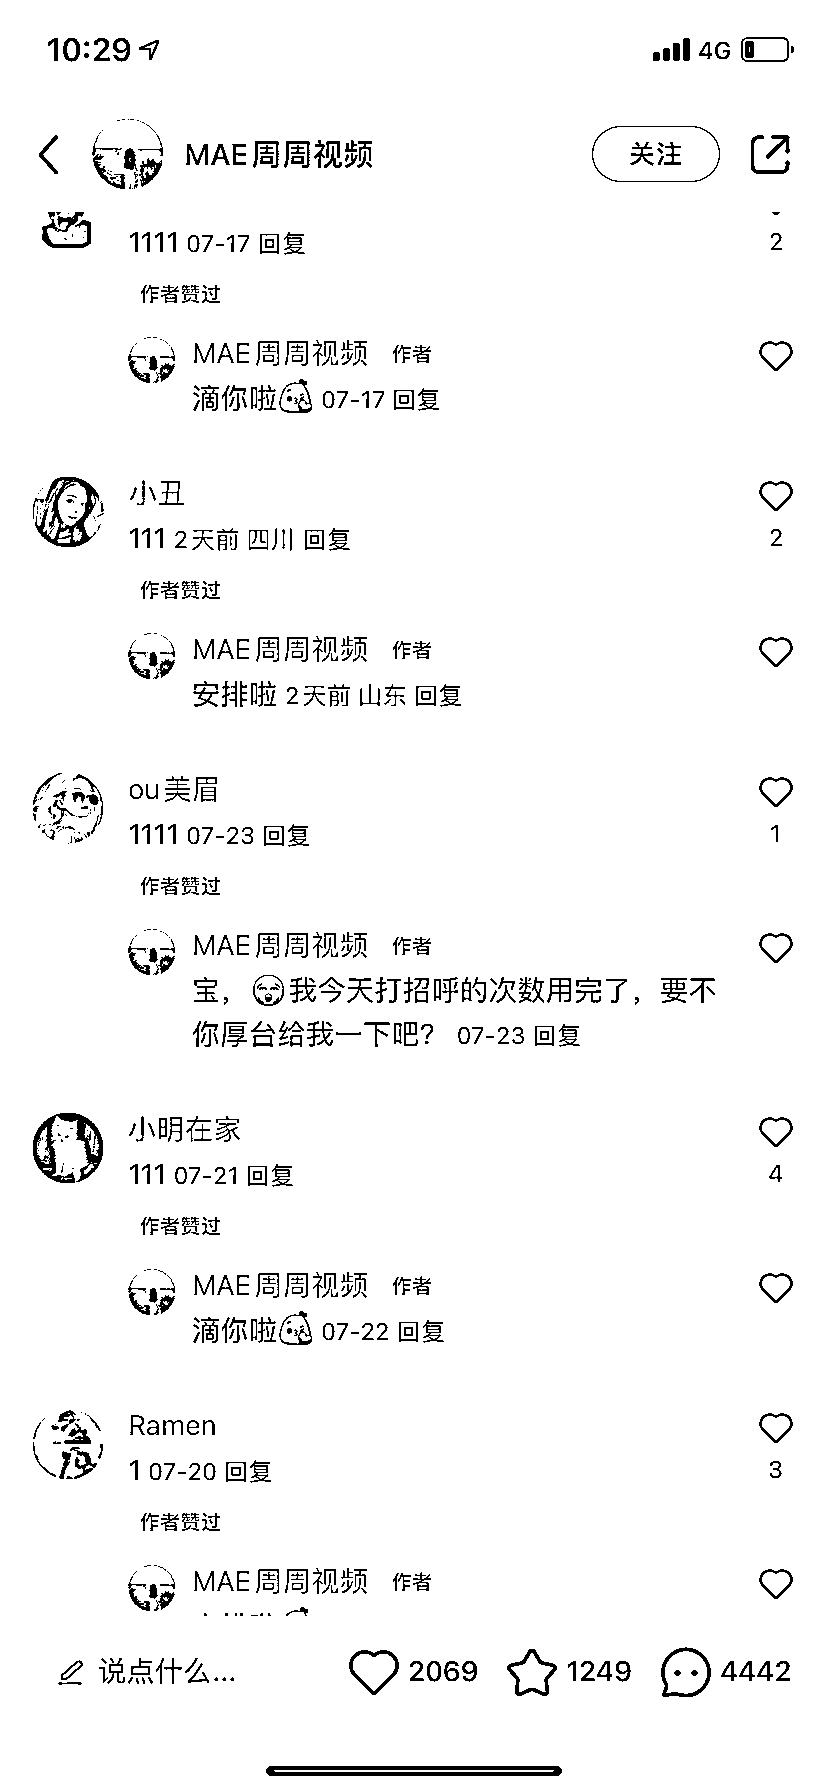 10:29 4G
MAE周周视频 关注
1111 07-17 回复 2
作者赞过
MAE周周视频 作者
滴你啦 07-17 回复
小丑
111 2天前 四川 回复 2
作者赞过
MAE周周视频 作者
安排啦 2天前 山东 回复
ou美眉
1111 07-23 回复 1
作者赞过
MAE周周视频 作者
宝，我今天打招呼的次数用完了，要不
你厚台给我一下吧？ 07-23 回复
小明在家
111 07-21 回复 4
作者赞过
MAE周周视频 作者
滴你啦 07-22 回复
Ramen
1 07-20 回复 3
作者赞过
MAE周周视频 作者
说点什么... 2069 1249 4442